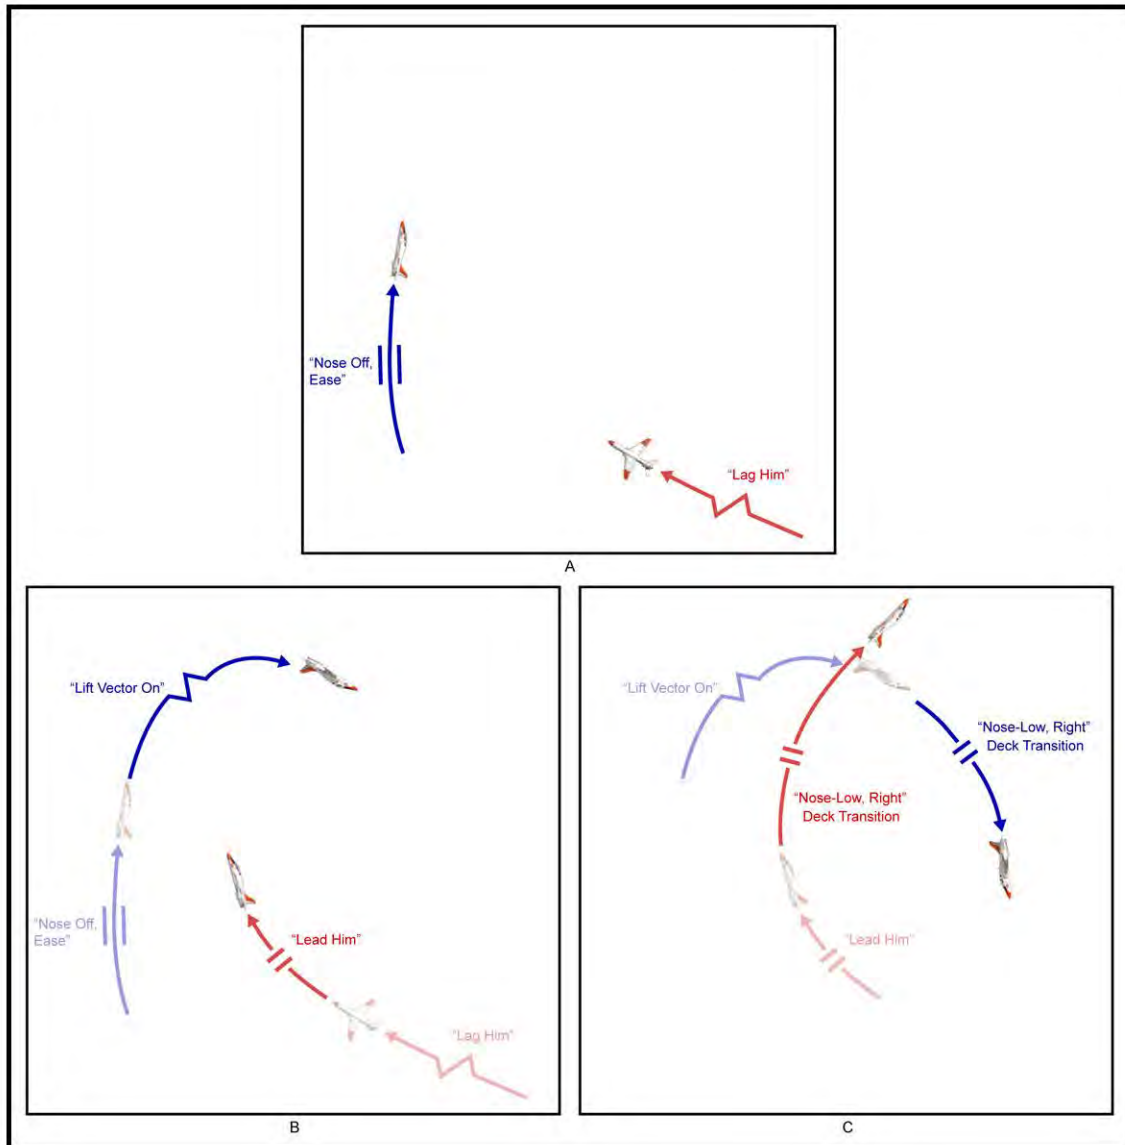 “Nose Off,
Ease”
“Lag Him”
A
“Lift Vector On”
“Nose Off,
Ease”
“Lead Him”
“Lag Him”
B
“Lift Vector On”
“Nose-Low, Right”
Deck Transition
“Nose-Low, Right”
Deck Transition
“Lead Him”
C